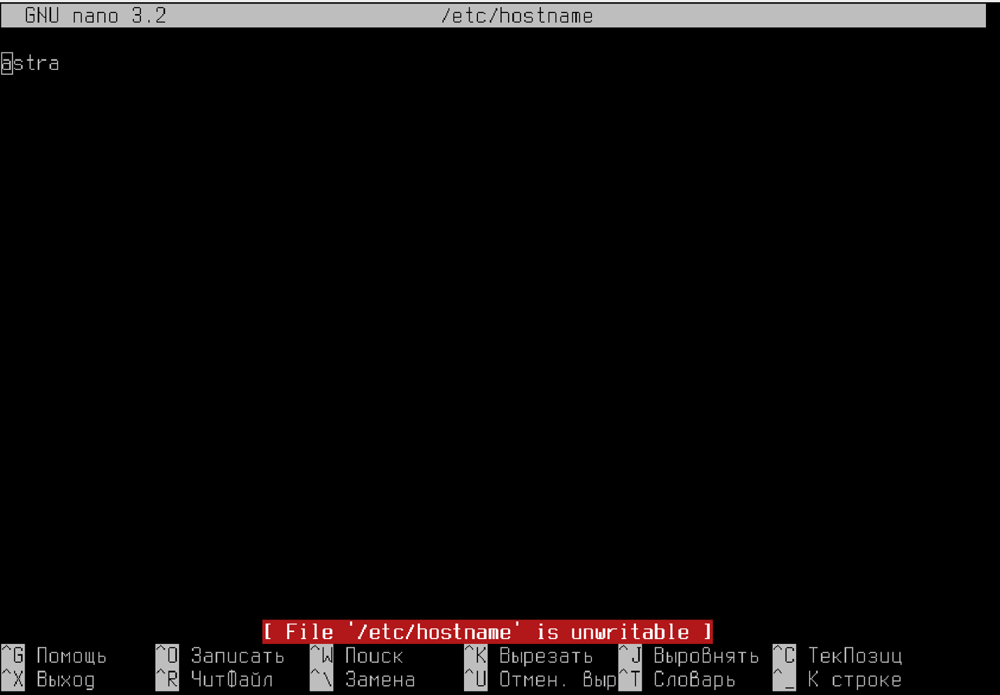 GNU nano 3.2 /etc/hostname
astra
[ File '/etc/hostname' is unwritable ]
^G Помощь ^O Записать ^W Поиск ^K Вырезать ^J Выровнять ^C ТекПозиц
^X Выход ^R ЧитФайл ^\ Замена ^U Отмен. выр ^T Словарь ^_ К строке